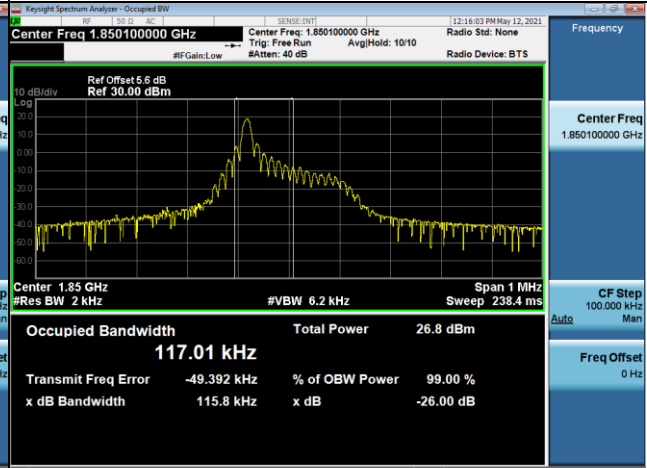 Keysight Spectrum Analyzer - Occupied BW
RF 50 Ω AC SENSE:INT 12:16:03 PM May 12, 2021
Center Freq 1.850100000 GHz Center Freq: 1.850100000 GHz Radio Std: None Frequency
Trig: Free Run Avg|Hold: 10/10
#IFGain:Low #Atten: 40 dB Radio Device: BTS
Ref Offset 5.6 dB
10 dB/div Ref 30.00 dBm
Log
20.0
10.0
0.00
-10.0
-20.0
-30.0
-40.0
-50.0
-60.0
Center Freq
1.850100000 GHz
Center 1.85 GHz Span 1 MHz
#Res BW 2 kHz #VBW 6.2 kHz Sweep 238.4 ms
CF Step
100.000 kHz
Auto Man
Occupied Bandwidth Total Power 26.8 dBm
117.01 kHz
Freq Offset
0 Hz
Transmit Freq Error -49.392 kHz % of OBW Power 99.00 %
x dB Bandwidth 115.8 kHz x dB -26.00 dB